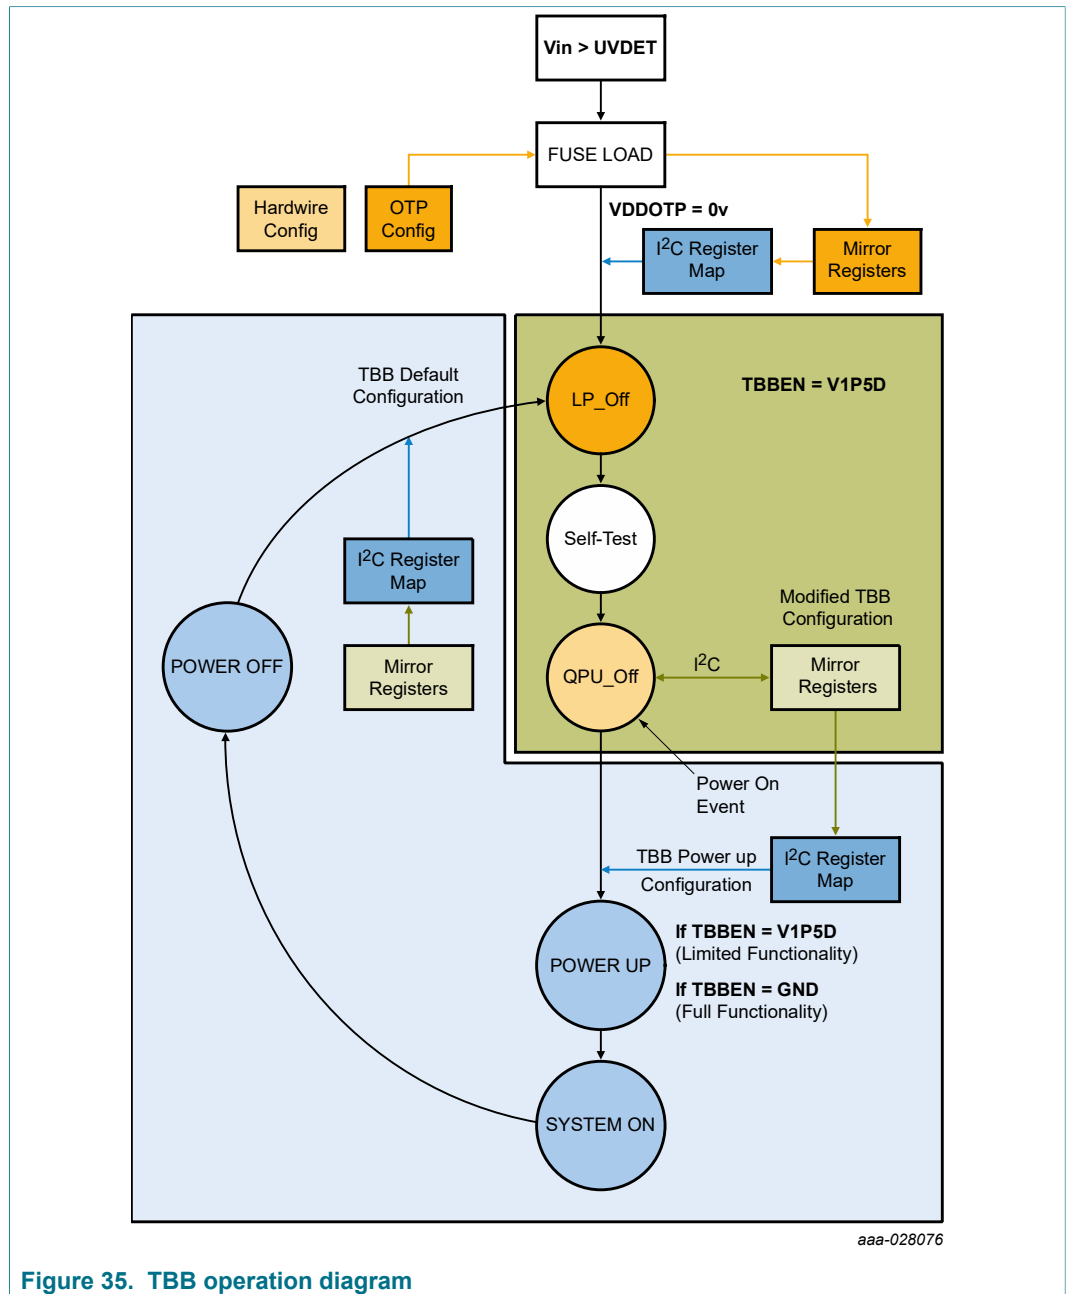 Vin > UVDET
FUSE LOAD
VDDOTP = 0v
Hardwire
Config
OTP
Config
I2C Register
Map
Mirror
Registers
TBB Default
Configuration
LP_Off
TBBEN = V1P5D
Self-Test
I2C Register
Map
Modified TBB
Configuration
POWER OFF
Mirror
Registers
QPU_Off
I2C
Mirror
Registers
Power On
Event
TBB Power up
Configuration
I2C Register
Map
POWER UP
If TBBEN = V1P5D
(Limited Functionality)
If TBBEN = GND
(Full Functionality)
SYSTEM ON
aaa-028076
Figure 35. TBB operation diagram